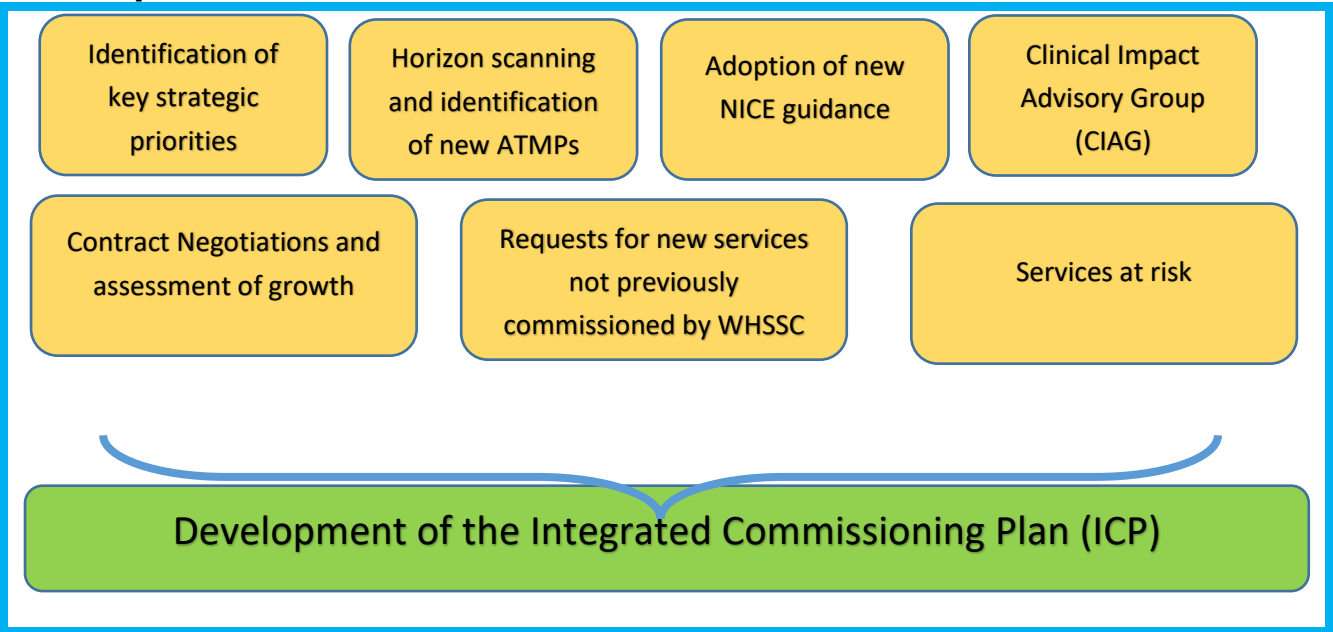 Identification of
key strategic
priorities
Horizon scanning
and identification
of new ATMPs
Adoption of new
NICE guidance
Clinical Impact
Advisory Group
(CIAG)
Contract Negotiations and
assessment of growth
Requests for new services
not previously
commissioned by WHSSC
Services at risk
Development of the Integrated Commissioning Plan (ICP)